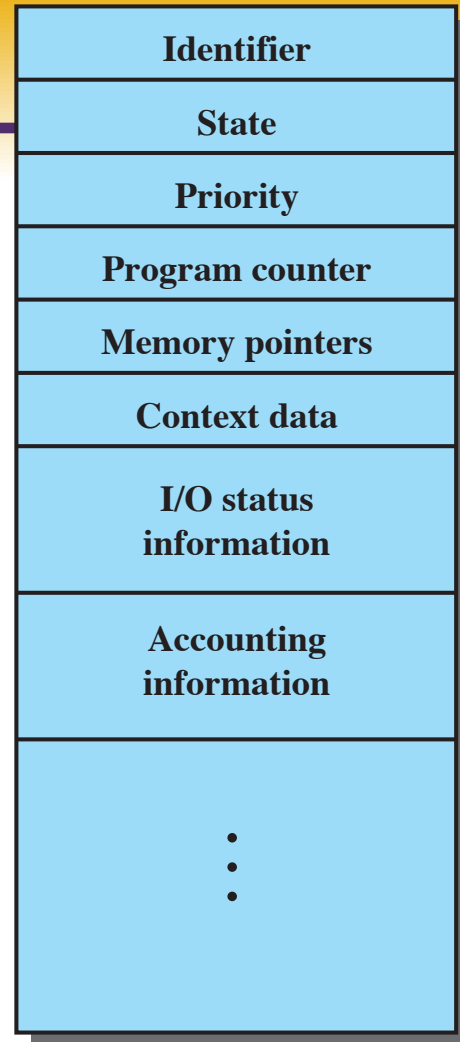 Identifier
State
Priority
Program counter
Memory pointers
Context data
I/O status
information
Accounting
information